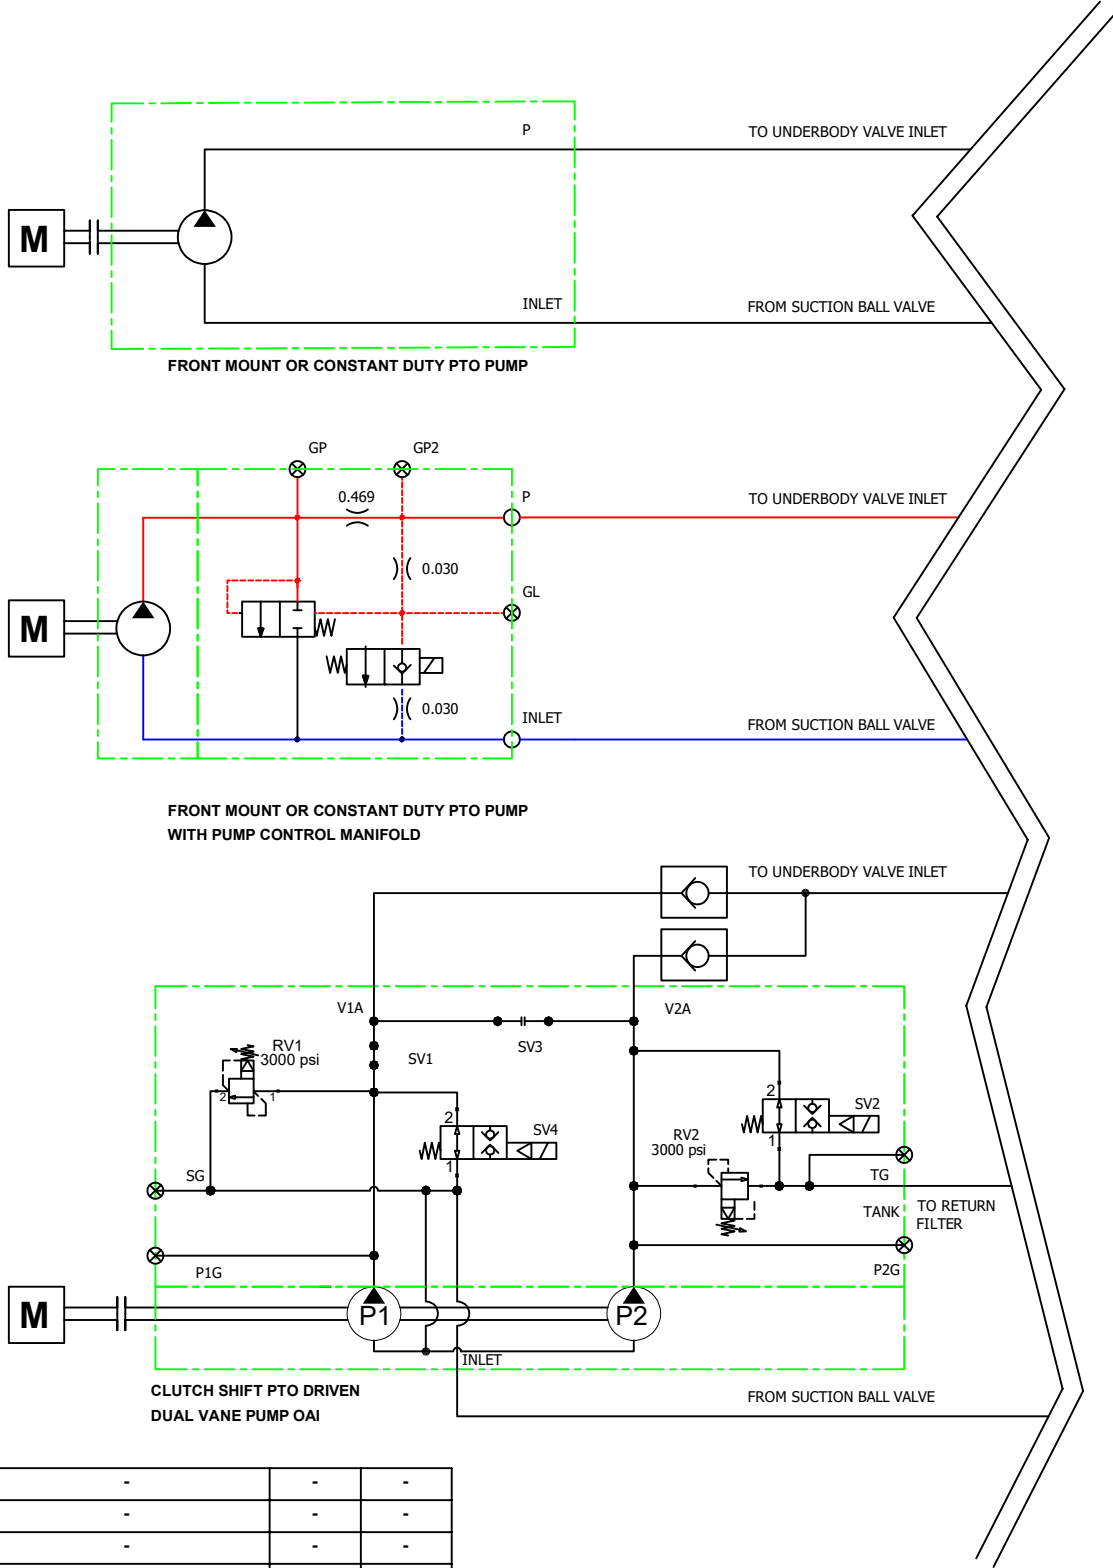 P
TO UNDERBODY VALVE INLET
M
INLET
FROM SUCTION BALL VALVE
FRONT MOUNT OR CONSTANT DUTY PTO PUMP
GP
GP2
0.469
P
TO UNDERBODY VALVE INLET
0.030
GL
M
0.030
INLET
FROM SUCTION BALL VALVE
FRONT MOUNT OR CONSTANT DUTY PTO PUMP
WITH PUMP CONTROL MANIFOLD
TO UNDERBODY VALVE INLET
V1A
V2A
RV1
3000 psi
SV1
SV3
2
1
2
SV4
1
2
SV2
1
RV2
3000 psi
SG
TG
TANK
TO RETURN
FILTER
P1G
P2G
M
P1
P2
INLET
CLUTCH SHIFT PTO DRIVEN
DUAL VANE PUMP OAI
FROM SUCTION BALL VALVE
- - -
- - -
- - -